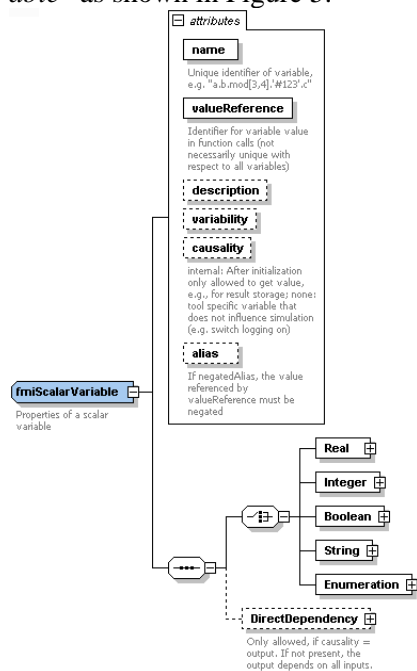 able" as shown in Figure 3.
attributes
name
Unique identifier of variable,
e.g. "a.b.mod[3,4].'#123'.c"
valueReference
Identifier for variable value
in function calls (not
necessarily unique with
respect to all variables)
description
variability
causality
internal: After initialization
only allowed to get value,
e.g., for result storage; none:
tool specific variable that
does not influence simulation
(e.g. switch logging on)
alias
If negatedAlias, the value
referenced by
valueReference must be
negated
fmiScalarVariable
Properties of a scalar
variable
Real
Integer
Boolean
String
Enumeration
DirectDependency
Only allowed, if causality =
output. If not present, the
output depends on all inputs.